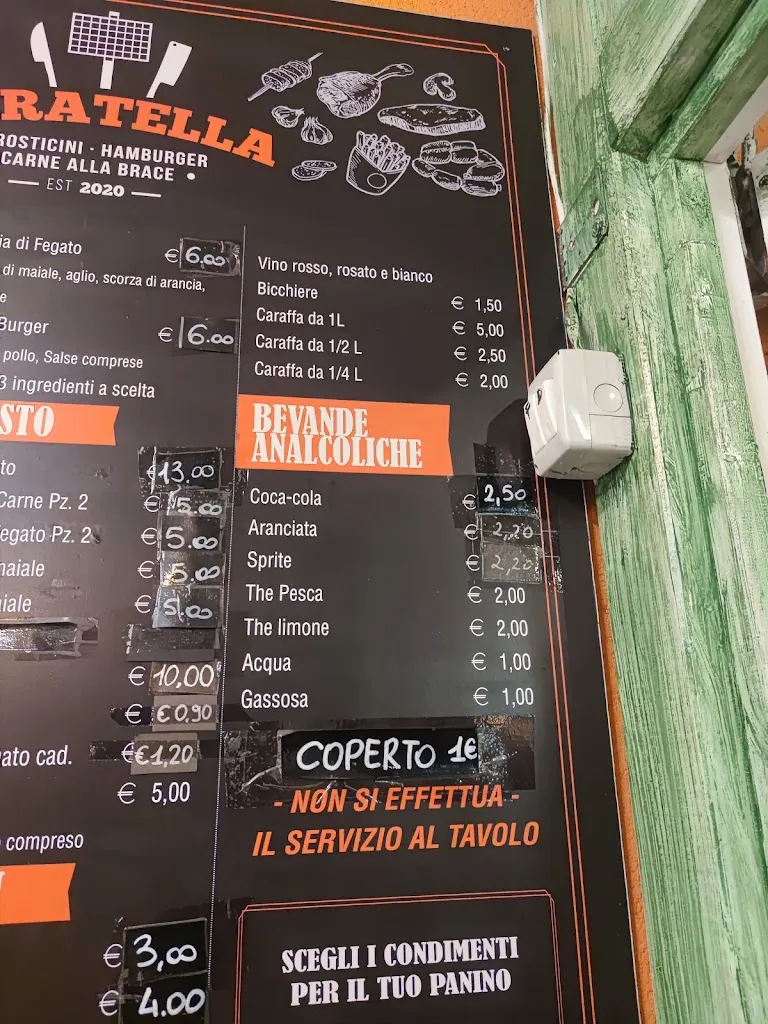 RATELLA
ROSTICINI · HAMBURGER
CARNE ALLA BRACE
EST 2020
ia di Fegato € 6.00
di maiale, aglio, scorza di arancia,
e
Burger € 6.00
pollo, Salse comprese
3 ingredienti a scelta
STO
to € 13.00
Carne Pz. 2 € 5.00
egato Pz. 2 € 5.00
maiale € 5.00
iale € 5.00
€ 10,00
€ €0,90
ato cad. € €1,20
€ 5,00
o compreso
€ 3,00
€ 4.00
Vino rosso, rosato e bianco
Bicchiere € 1,50
Caraffa da 1L € 5,00
Caraffa da 1/2 L € 2,50
Caraffa da 1/4 L € 2,00
BEVANDE
ANALCOLICHE
Coca-cola € 2,50
Aranciata € 2,20
Sprite € 2,20
The Pesca € 2,00
The limone € 2,00
Acqua € 1,00
Gassosa € 1,00
COPERTO 1€
- NON SI EFFETTUA -
IL SERVIZIO AL TAVOLO
SCEGLI I CONDIMENTI
PER IL TUO PANINO